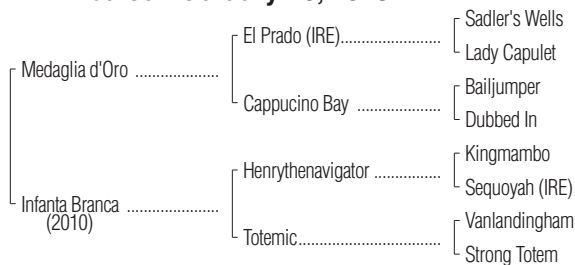 Sadler's Wells
El Prado (IRE)....................
Lady Capulet
Medaglia d'Oro ....................
Bailjumper
Cappucino Bay ....................
Dubbed In
Kingmambo
Henrythenavigator ....................
Sequoyah (IRE)
Infanta Branca ....................
(2010)
Vanlandingham
Totemic....................
Strong Totem